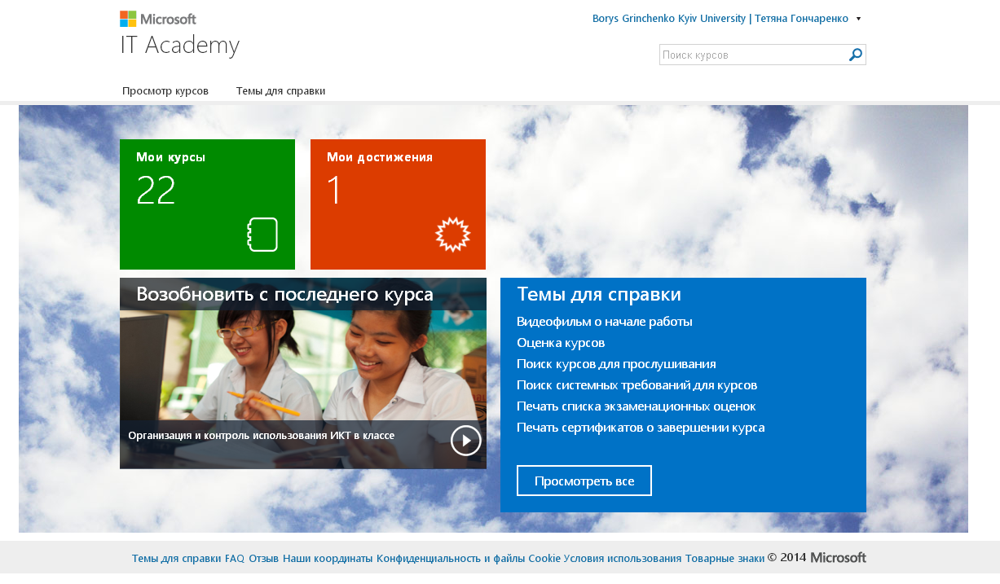 Microsoft
IT Academy
Borys Grinchenko Kyiv University | Тетяна Гончаренко
Поиск курсов
Просмотр курсов
Темы для справки
Мои курсы
22
Мои достижения
1
Возобновить с последнего курса
Организация и контроль использования ИКТ в классе
Темы для справки
Видеофильм о начале работы
Оценка курсов
Поиск курсов для прослушивания
Поиск системных требований для курсов
Печать списка экзаменационных оценок
Печать сертификатов о завершении курса
Просмотреть все
Темы для справки FAQ Отзыв Наши координаты Конфиденциальность и файлы Cookie Условия использования Товарные знаки © 2014 Microsoft